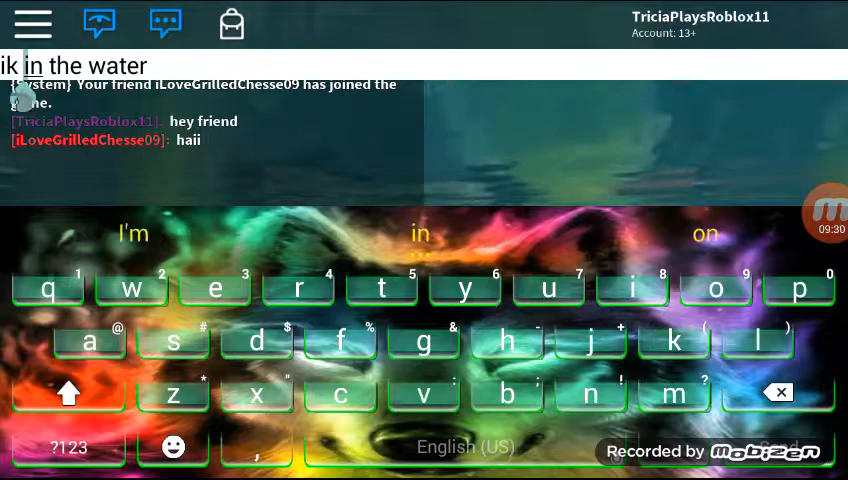 TriciaPlaysRoblox11
Account: 13+
ik in the water
{System} Your friend iLoveGrilledChesse09 has joined the
[TriciaPlaysRoblox11]: hey friend
[iLoveGrilledChesse09]: haii
09:30
I'm in on
1 2 3 4 5 6 7 8 9 0
q w e r t y u i o p
@ # $ % & - + ( )
a s d f g h j k l
* " : ; ! ?
z x c v b n m
?123 , English (US)
Recorded by mobizen